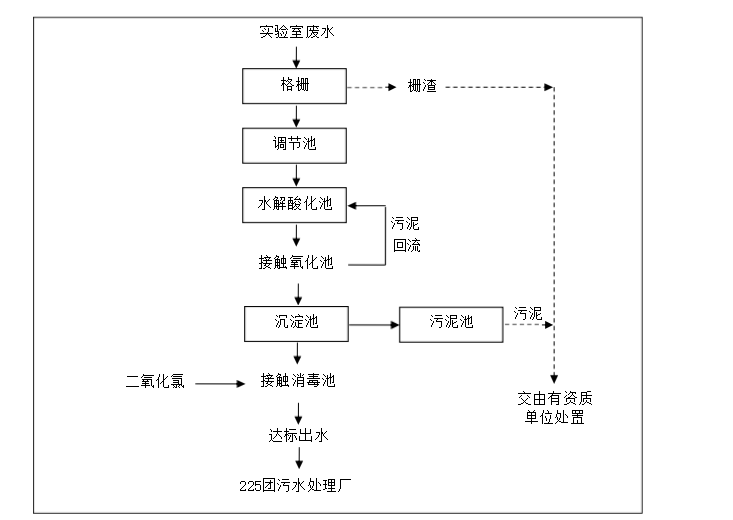 实验室废水
格栅
栅渣
调节池
水解酸化池
污泥
回流
接触氧化池
沉淀池
污泥池
污泥
二氧化氯
接触消毒池
交由有资质
单位处置
达标出水
225团污水处理厂